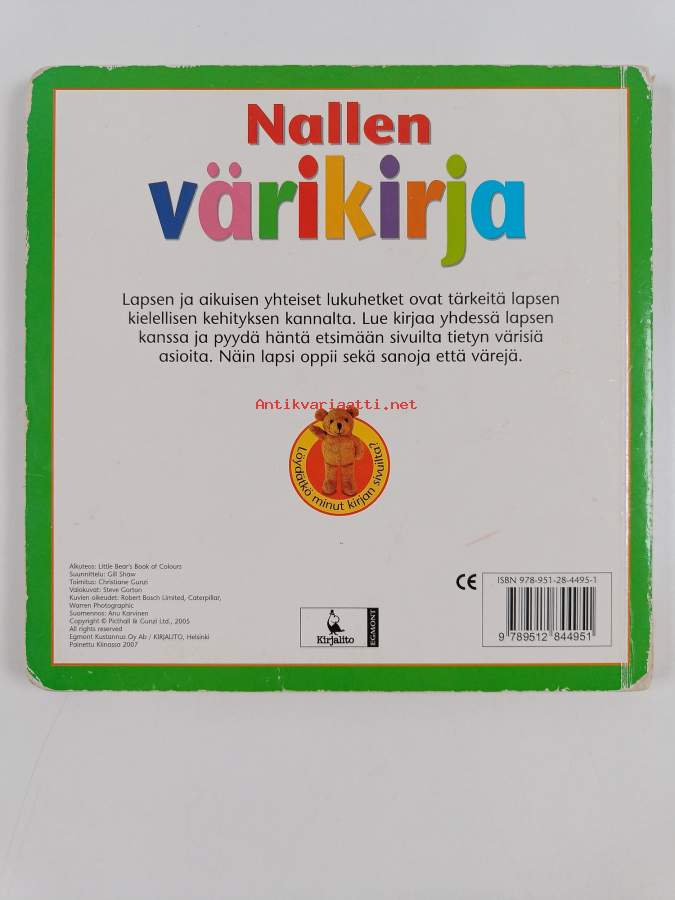 Nallen
värikirja
Lapsen ja aikuisen yhteiset lukuhetket ovat tärkeitä lapsen
kielellisen kehityksen kannalta. Lue kirjaa yhdessä lapsen
kanssa ja pyydä häntä etsimään sivuilta tietyn värisiä
asioita. Näin lapsi oppii sekä sanoja että värejä.
Antikvariaatti.net
Löydätkö minut kirjan sivuilta?
Alkuteos: Little Bear's Book of Colours
Suunnittelu: Gill Shaw
Toimitus: Christiane Gunzi
Valokuvat: Steve Gorton
Kuvien oikeudet: Robert Bosch Limited, Caterpillar,
Warren Photographic
Suomennos: Anu Karvinen
Copyright © Picthall & Gunzi Ltd., 2005
All rights reserved
Egmont Kustannus Oy Ab / KIRJALITO, Helsinki
Painettu Kiinassa 2007
Kirjalito
EGMONT
CE
ISBN 978-951-28-4495-1
9 789512 844951